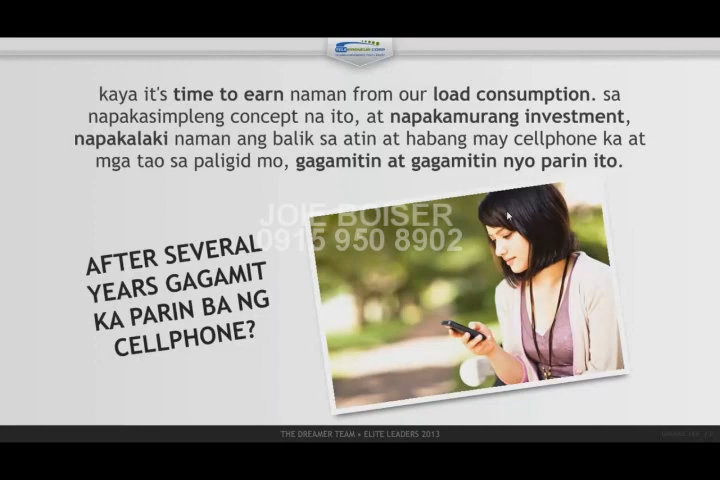 kaya it's time to earn naman from our load consumption. sa
napakasimpleng concept na ito, at napakamurang investment,
napakalaki naman ang balik sa atin at habang may cellphone ka at
mga tao sa paligid mo, gagamitin at gagamitin nyo parin ito.
JOIE BOISER
0915 950 8902
AFTER SEVERAL
YEARS GAGAMIT
KA PARIN BA NG
CELLPHONE?
THE DREAMER TEAM • ELITE LEADERS 2013